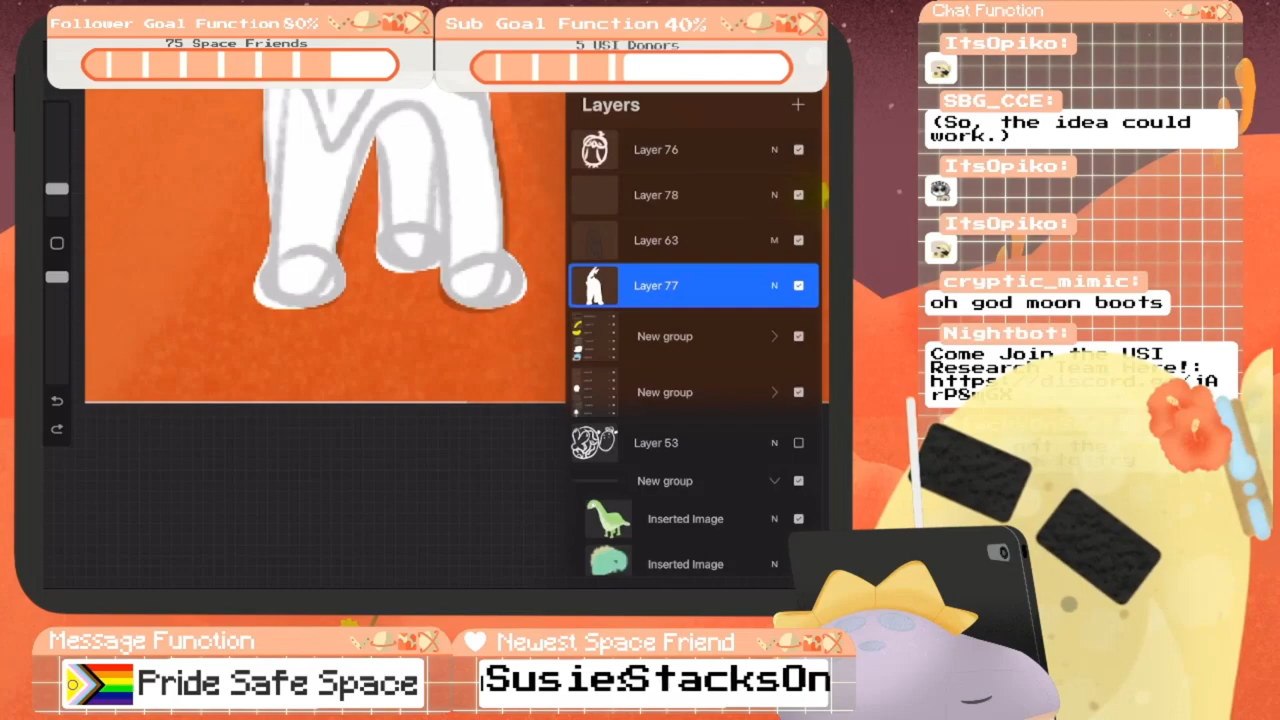 Follower Goal Function 80%
75 Space Friends
Sub Goal Function 40%
5 USI Donors
Layers
Layer 76
N
Layer 78
N
Layer 63
M
Layer 77
N
New group
New group
Layer 53
N
New group
Inserted Image
N
Inserted Image
N
Chat Function
ItsOpiko:
SBG_CCE:
(So, the idea could
work.)
ItsOpiko:
ItsOpiko:
cryptic_mimic:
oh god moon boots
Nightbot:
Come Join the USI
Research Team Here!:
Message Function
Pride Safe Space
Newest Space Friend
SusieStacksOn